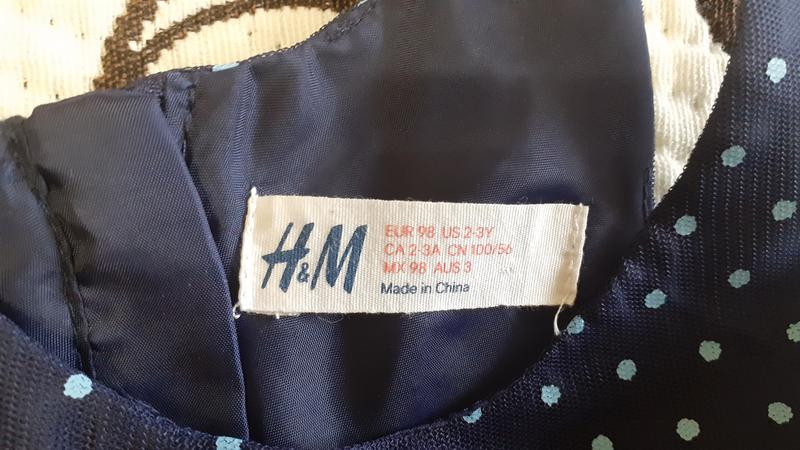 H&M
EUR 98 US 2-3Y
CA 2-3A CN 100/56
MX 98 AUS 3
Made in China